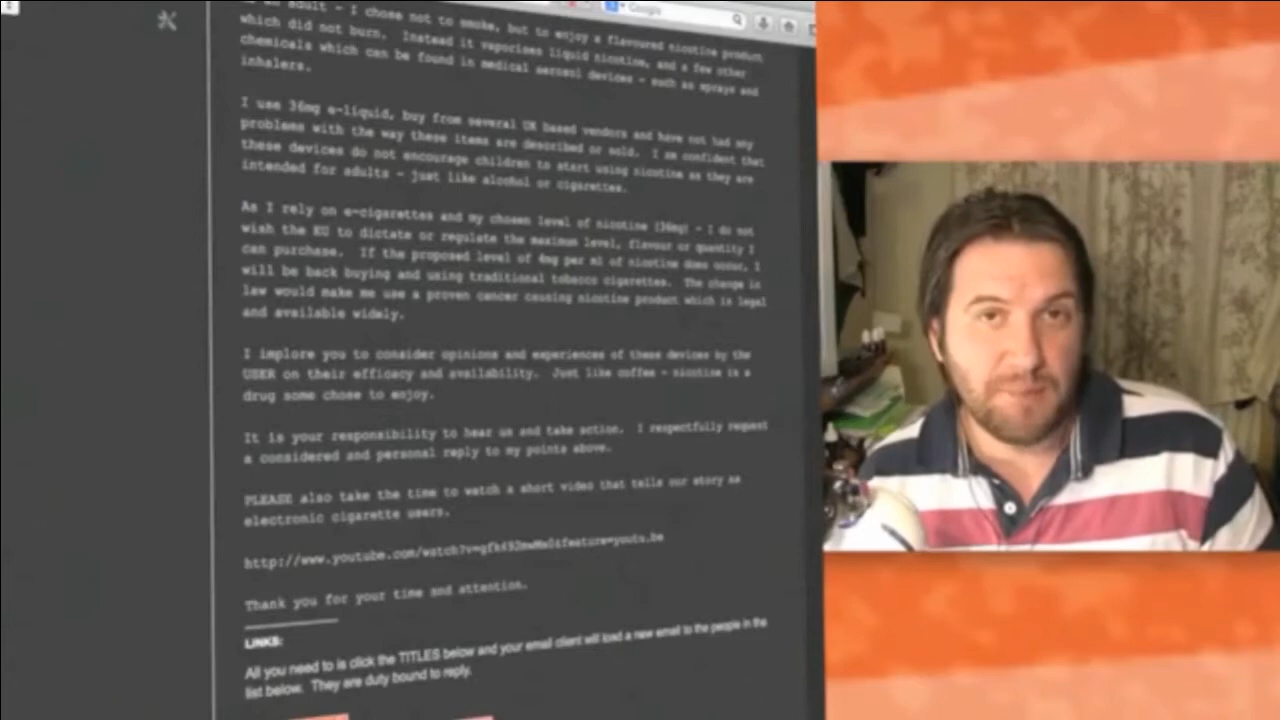 Google
an adult - I chose not to smoke, but to enjoy a flavoured nicotine product
which did not burn. Instead it vaporises liquid nicotine, and a few other
chemicals which can be found in medical aerosol devices - such as sprays and
inhalers.
I use 36mg e-liquid, buy from several UK based vendors and have not had any
problems with the way these items are described or sold. I am confident that
these devices do not encourage children to start using nicotine as they are
intended for adults - just like alcohol or cigarettes.
As I rely on e-cigarettes and my chosen level of nicotine (36mg) - I do not
wish the EU to dictate or regulate the maximum level, flavour or quantity I
can purchase. If the proposed level of 4mg per ml of nicotine does occur, I
will be back buying and using traditional tobacco cigarettes. The change in
law would make me use a proven cancer causing nicotine product which is legal
and available widely.
I implore you to consider opinions and experiences of these devices by the
USER on their efficacy and availability. Just like coffee - nicotine is a
drug some chose to enjoy.
It is your responsibility to hear us and take action. I respectfully request
a considered and personal reply to my points above.
PLEASE also take the time to watch a short video that tells our story as
electronic cigarette users.
Thank you for your time and attention.
LINKS:
All you need to is click the TITLES below and your email client will load a new email to the people in the
list below. They are duty bound to reply.